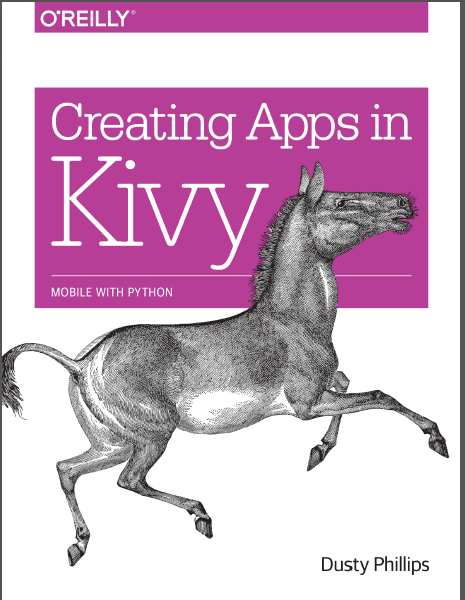 O'REILLY®
Creating Apps in
Kivy
MOBILE WITH PYTHON
Dusty Phillips